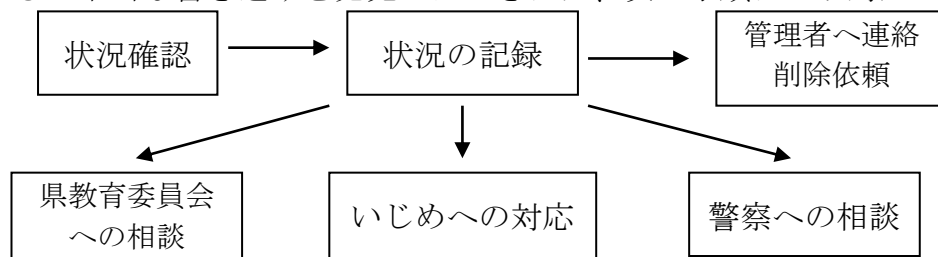 状況確認
状況の記録
管理者へ連絡
削除依頼
県教育委員会
への相談
いじめへの対応
警察への相談